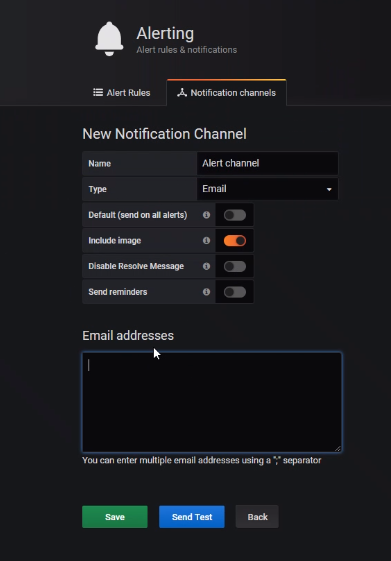 Alerting
Alert rules & notifications
Alert Rules
Notification channels
New Notification Channel
Name
Alert channel
Type
Email
Default (send on all alerts)
Include image
Disable Resolve Message
Send reminders
Email addresses
You can enter multiple email addresses using a ";" separator
Save
Send Test
Back